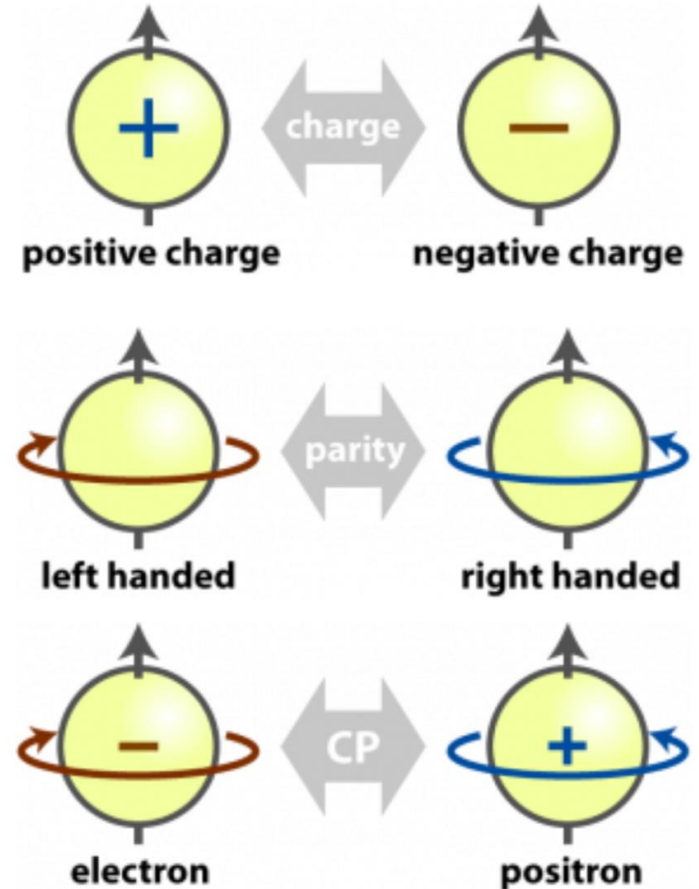 +
charge
−
positive charge
negative charge
parity
left handed
right handed
−
CP
+
electron
positron